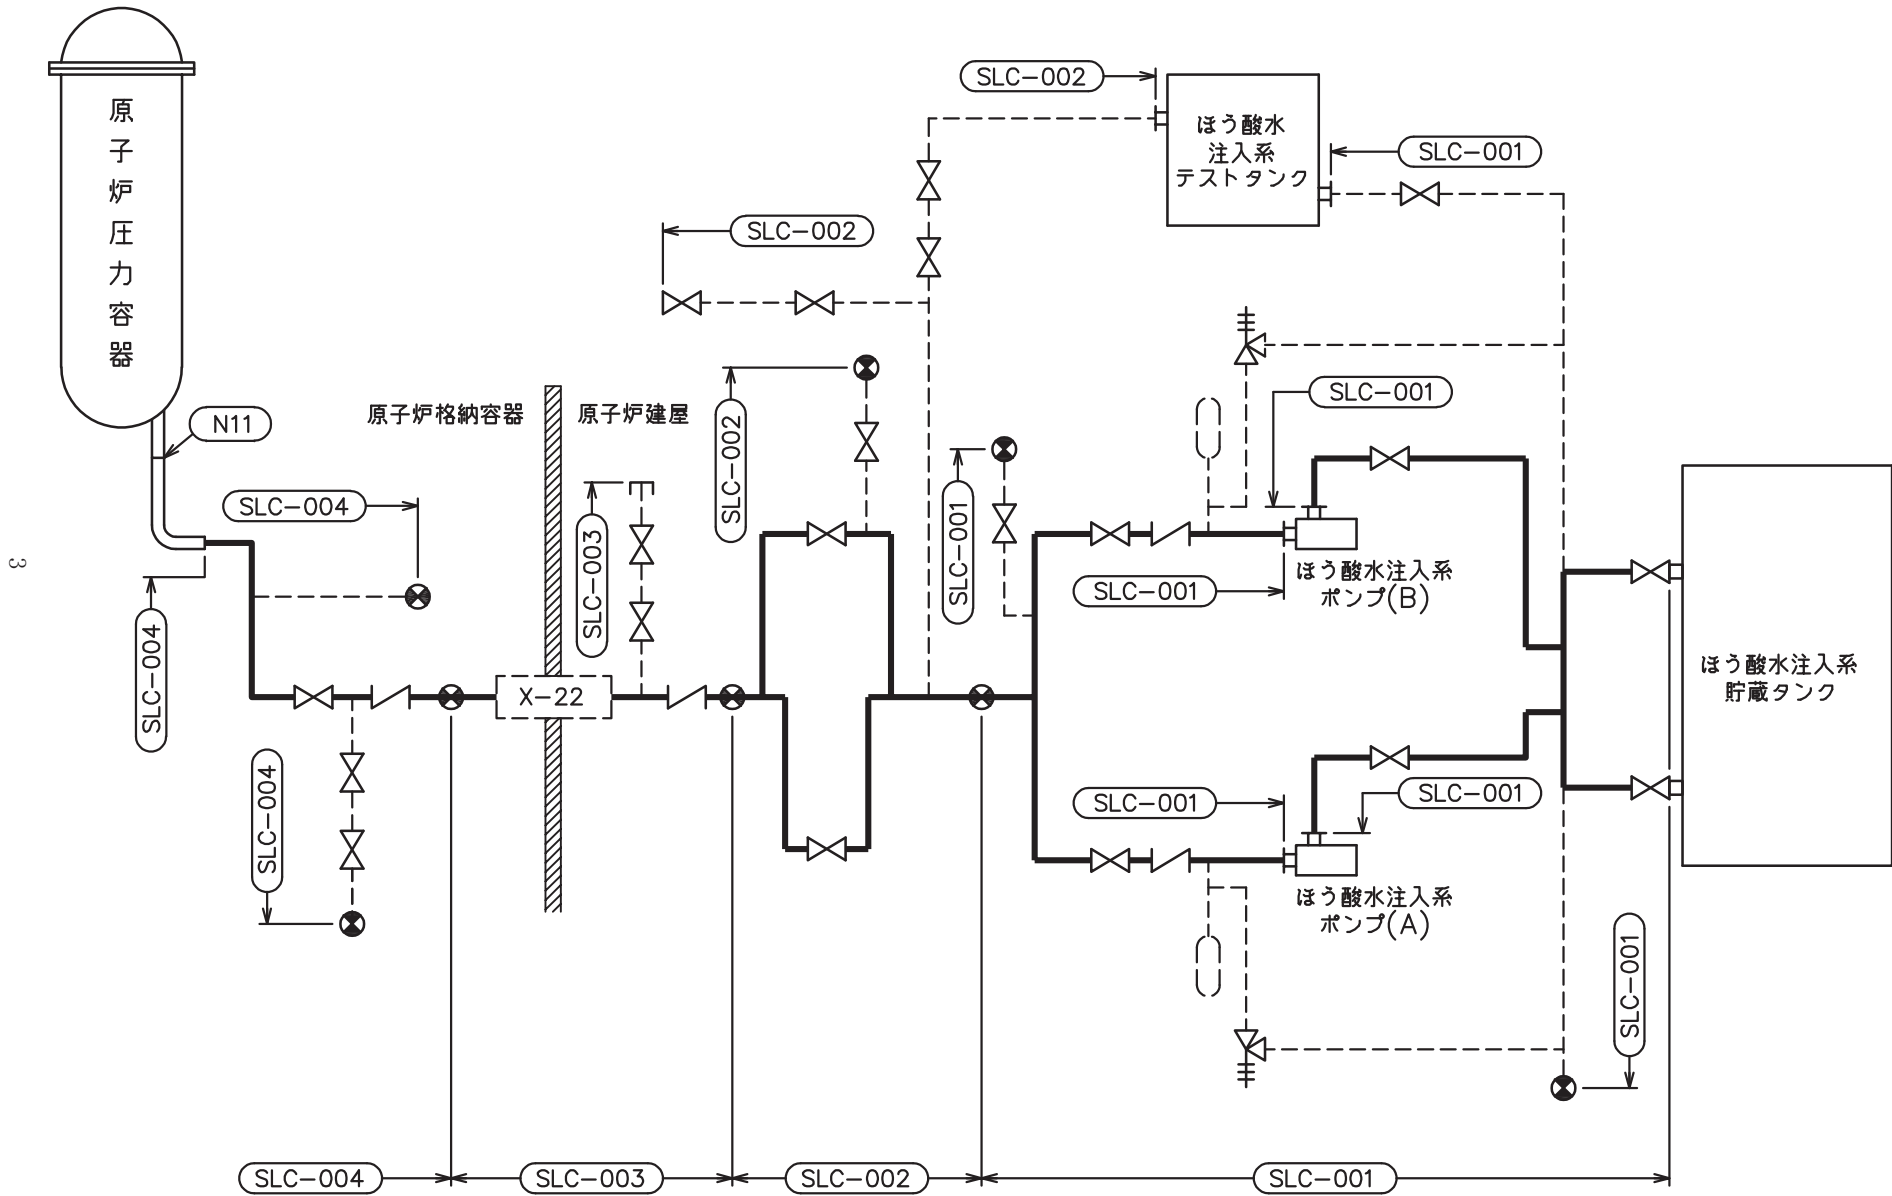 原子炉圧力容器
N11
SLC-004
SLC-004
SLC-004
原子炉格納容器
原子炉建屋
X-22
SLC-003
SLC-002
SLC-002
SLC-002
ほう酸水
注入系
テストタンク
SLC-001
SLC-001
SLC-001
SLC-001
ほう酸水注入系
ポンプ(B)
SLC-001
SLC-001
ほう酸水注入系
ポンプ(A)
ほう酸水注入系
貯蔵タンク
SLC-001
SLC-004
SLC-003
SLC-002
SLC-001
3